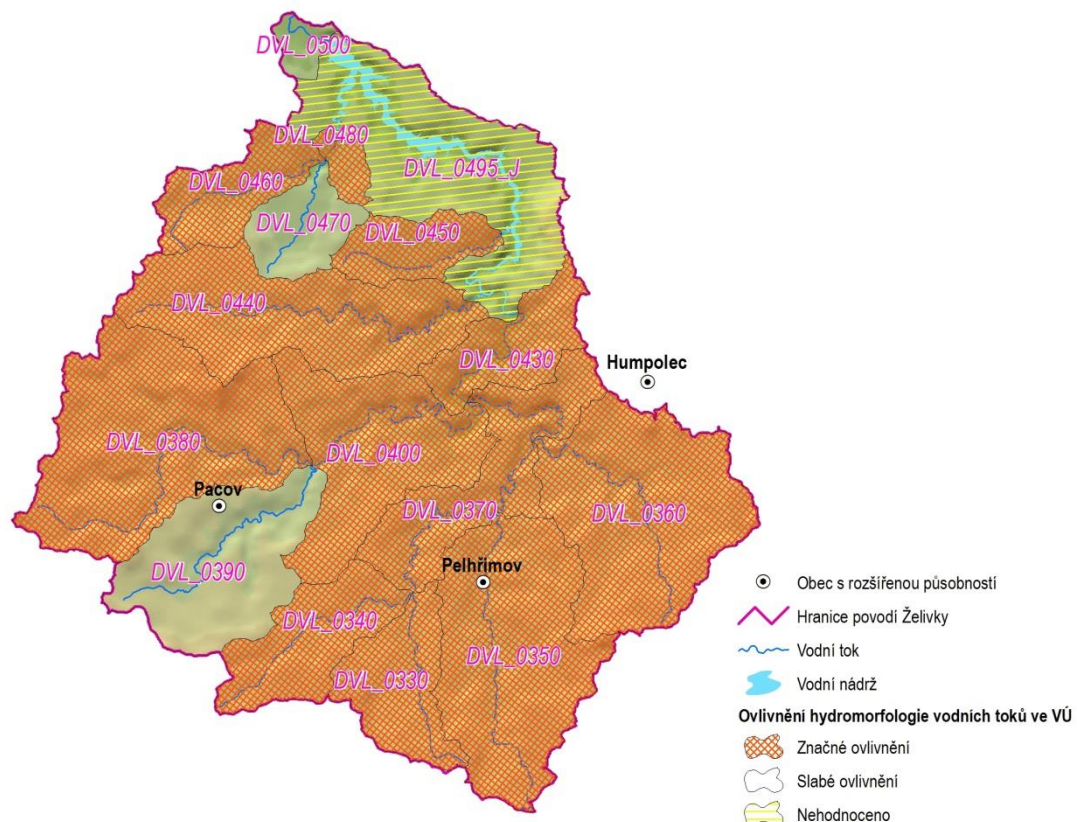 DVL_0500
DVL_0480
DVL_0495_J
DVL_0460
DVL_0470
DVL_0450
DVL_0440
DVL_0430
Humpolec
DVL_0380
DVL_0400
Pacov
DVL_0370
DVL_0360
DVL_0390
Pelhřimov
DVL_0340
DVL_0350
DVL_0330
Obec s rozšířenou působností
Hranice povodí Želivky
Vodní tok
Vodní nádrž
Ovlivnění hydromorfologie vodních toků ve VÚ
Značné ovlivnění
Slabé ovlivnění
Nehodnoceno